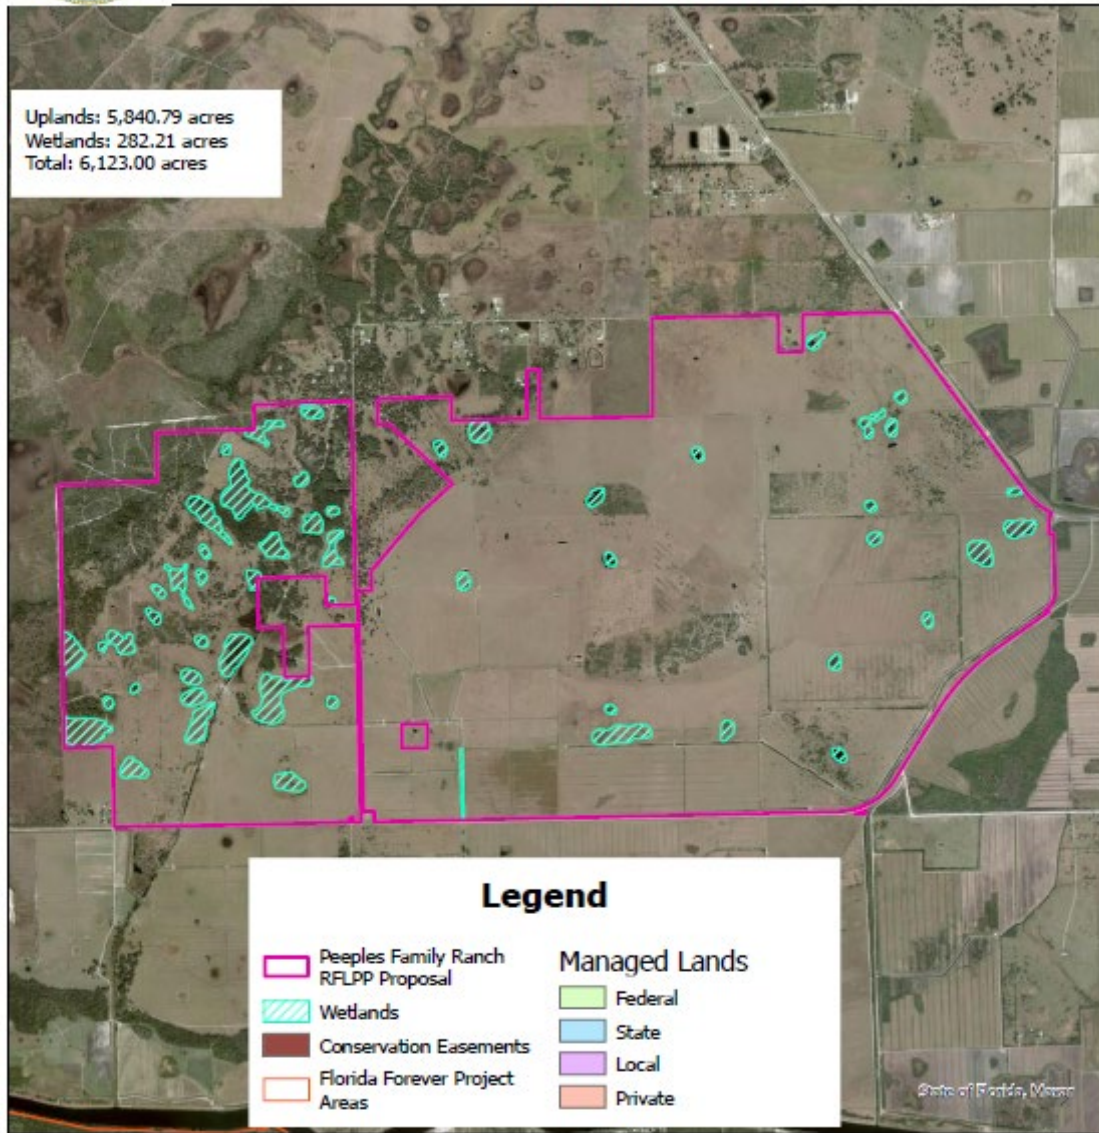 Uplands: 5,840.79 acres
Wetlands: 282.21 acres
Total: 6,123.00 acres
Legend
Peeples Family Ranch
RFLPP Proposal
Wetlands
Conservation Easements
Florida Forever Project
Areas
Managed Lands
Federal
State
Local
Private
State of Florida, Maxar